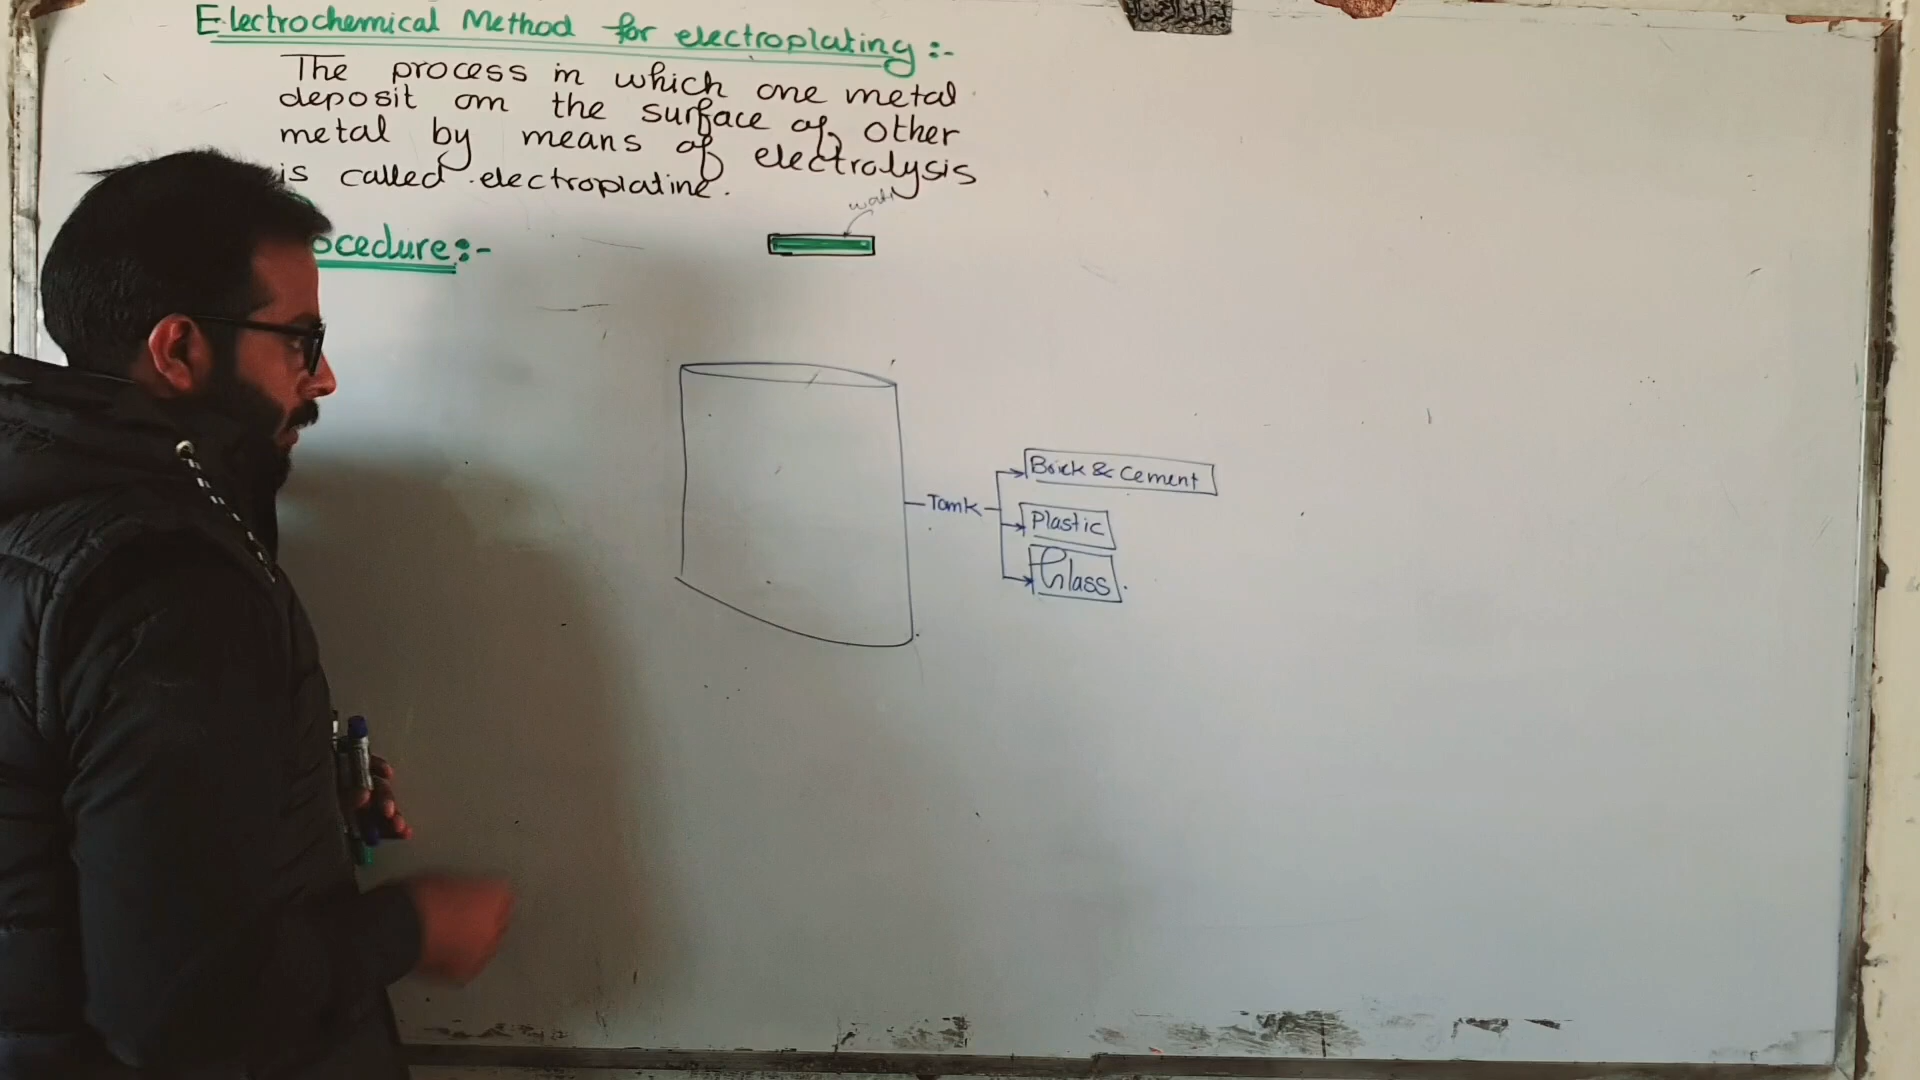 Electrochemical Method for electroplating:-
The process in which one metal
deposit on the surface of other
metal by means of electrolysis
is called electroplatine.
ocedure:-
Brick & Cement
Tank
Plastic
Glass